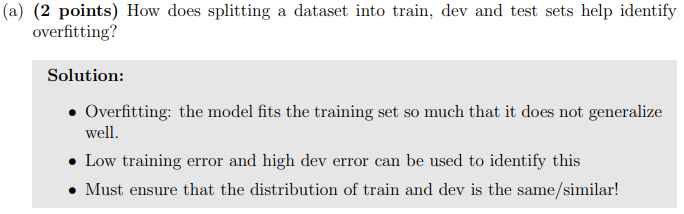 (a) (2 points) How does splitting a dataset into train, dev and test sets help identify
overfitting?
Solution:
• Overfitting: the model fits the training set so much that it does not generalize
well.
• Low training error and high dev error can be used to identify this
• Must ensure that the distribution of train and dev is the same/similar!